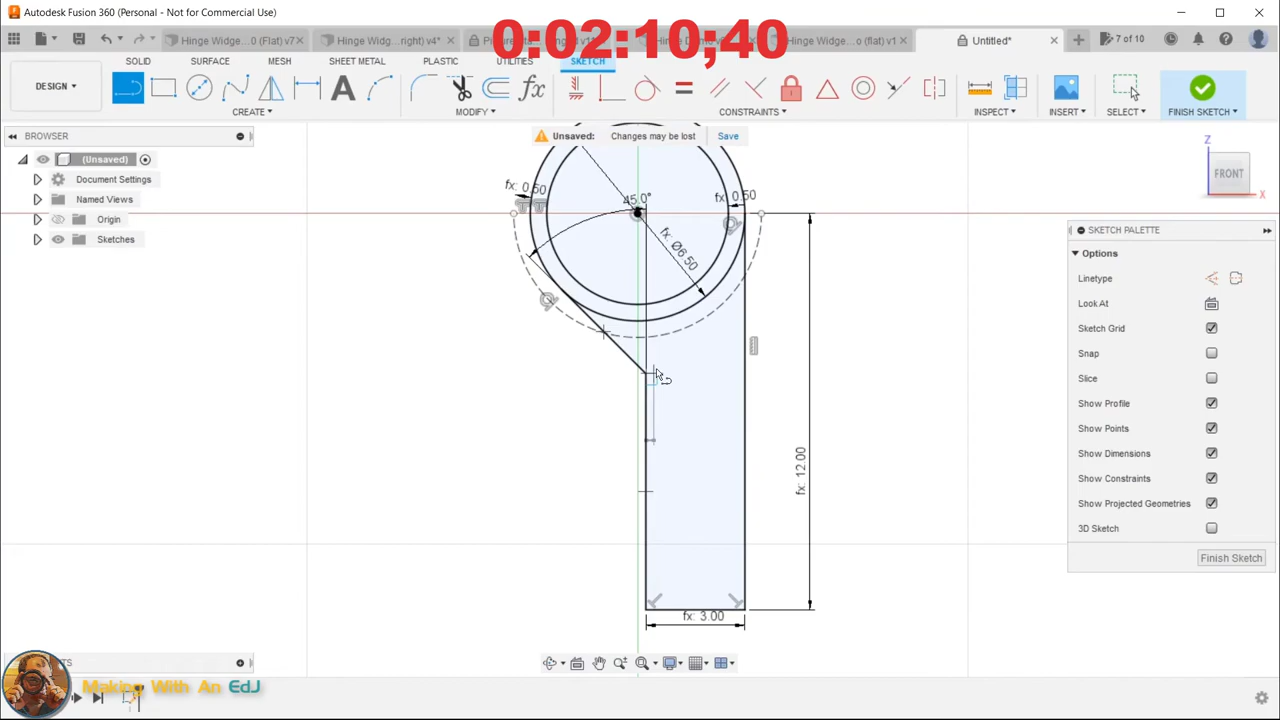 Autodesk Fusion 360 (Personal - Not for Commercial Use)
0:02:10;40
Hinge Widge...0 (Flat) v7*
Hinge Widg...right) v4*
Hinge Widge...o (flat) v1
Untitled*
7 of 10
SOLID
SURFACE
MESH
SHEET METAL
PLASTIC
UTILITIES
SKETCH
DESIGN
CREATE
MODIFY
CONSTRAINTS
INSPECT
INSERT
SELECT
FINISH SKETCH
BROWSER
Unsaved:
Changes may be lost
Save
(Unsaved)
Document Settings
Named Views
Origin
Sketches
Z
FRONT
X
fx: 0.50
45.0°
fx: 0.50
fx: Ø6.50
fx: 12.00
fx: 3.00
SKETCH PALETTE
Options
Linetype
Look At
Sketch Grid
Snap
Slice
Show Profile
Show Points
Show Dimensions
Show Constraints
Show Projected Geometries
3D Sketch
Finish Sketch
Making With An EdJ